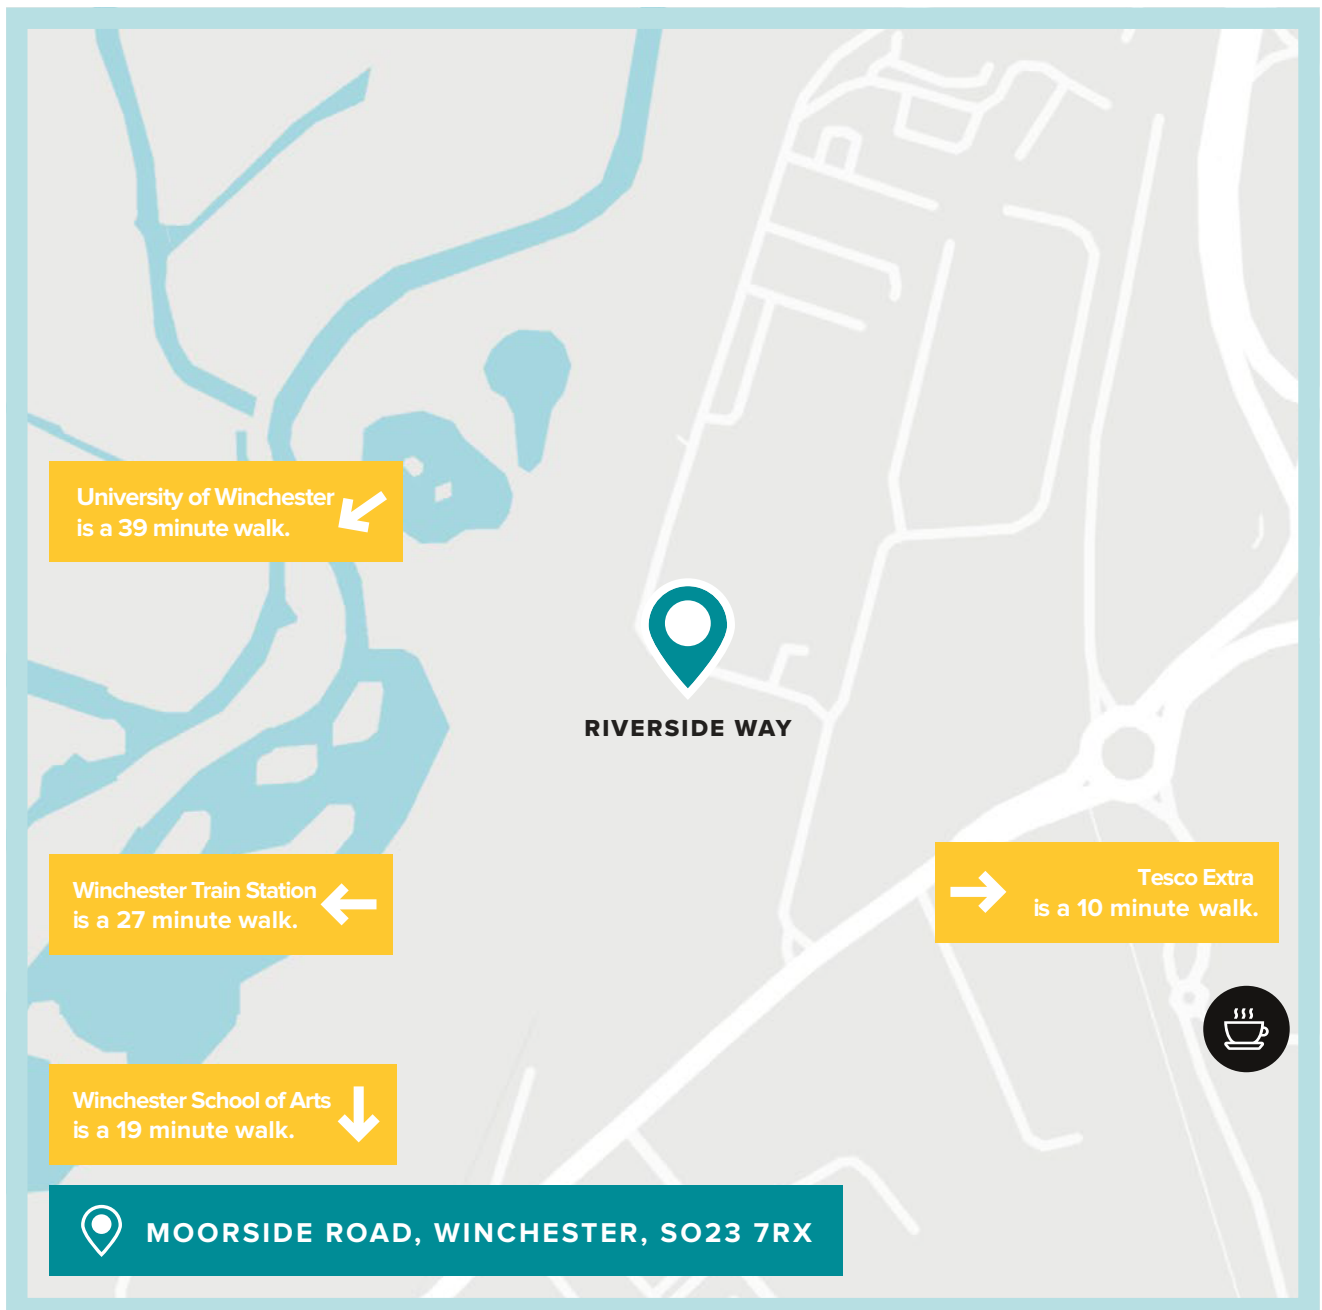 University of Winchester
is a 39 minute walk.
RIVERSIDE WAY
Winchester Train Station
is a 27 minute walk.
Tesco Extra
is a 10 minute walk.
Winchester School of Arts
is a 19 minute walk.
MOORSIDE ROAD, WINCHESTER, SO23 7RX